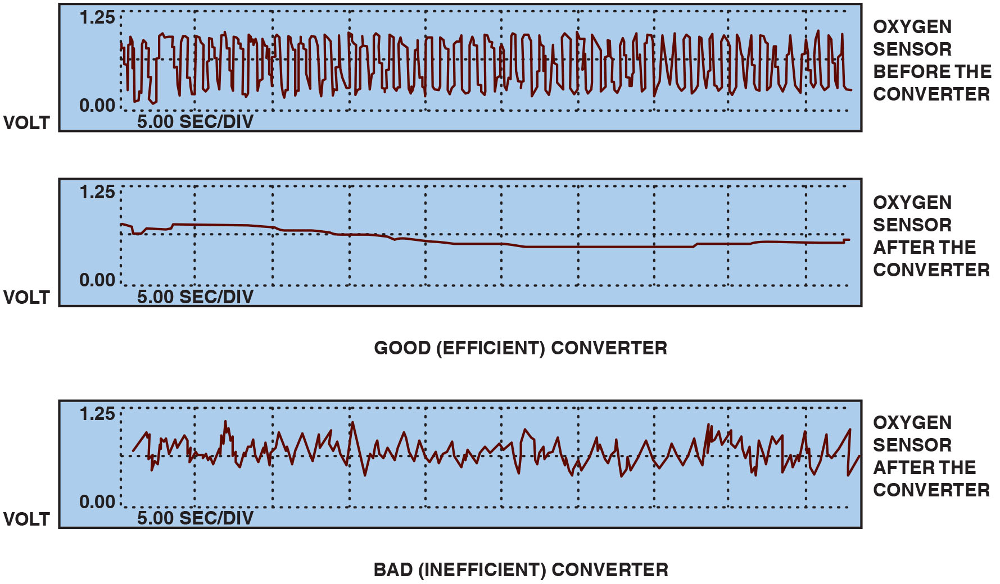 1.25
0.00
VOLT
5.00 SEC/DIV
OXYGEN
SENSOR
BEFORE THE
CONVERTER
1.25
0.00
VOLT
5.00 SEC/DIV
OXYGEN
SENSOR
AFTER THE
CONVERTER
GOOD (EFFICIENT) CONVERTER
1.25
0.00
VOLT
5.00 SEC/DIV
OXYGEN
SENSOR
AFTER THE
CONVERTER
BAD (INEFFICIENT) CONVERTER